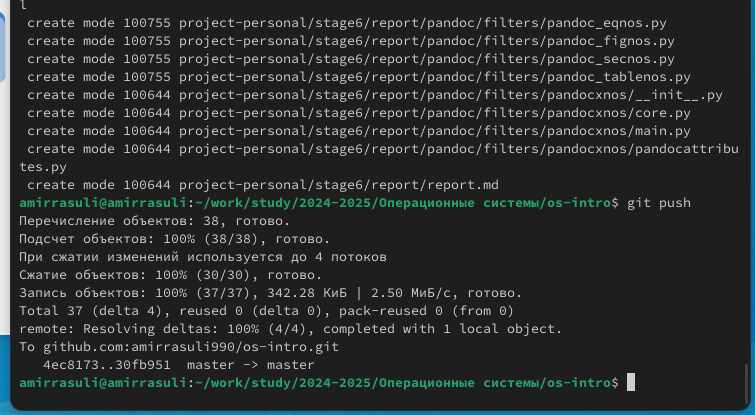 l
 create mode 100755 project-personal/stage6/report/pandoc/filters/pandoc_eqnos.py
 create mode 100755 project-personal/stage6/report/pandoc/filters/pandoc_fignos.py
 create mode 100755 project-personal/stage6/report/pandoc/filters/pandoc_secnos.py
 create mode 100755 project-personal/stage6/report/pandoc/filters/pandoc_tablenos.py
 create mode 100644 project-personal/stage6/report/pandoc/filters/pandocxnos/__init__.py
 create mode 100644 project-personal/stage6/report/pandoc/filters/pandocxnos/core.py
 create mode 100644 project-personal/stage6/report/pandoc/filters/pandocxnos/main.py
 create mode 100644 project-personal/stage6/report/pandoc/filters/pandocxnos/pandocattribu
tes.py
 create mode 100644 project-personal/stage6/report/report.md
amirrasuli@amirrasuli:~/work/study/2024-2025/Операционные системы/os-intro$ git push
Перечисление объектов: 38, готово.
Подсчет объектов: 100% (38/38), готово.
При сжатии изменений используется до 4 потоков
Сжатие объектов: 100% (30/30), готово.
Запись объектов: 100% (37/37), 342.28 КиБ | 2.50 МиБ/с, готово.
Total 37 (delta 4), reused 0 (delta 0), pack-reused 0 (from 0)
remote: Resolving deltas: 100% (4/4), completed with 1 local object.
To github.com:amirrasuli990/os-intro.git
   4ec8173..30fb951  master -> master
amirrasuli@amirrasuli:~/work/study/2024-2025/Операционные системы/os-intro$